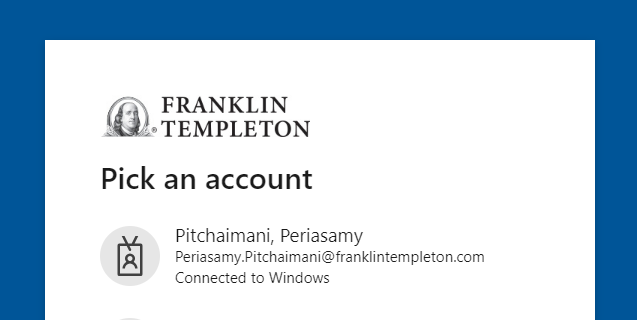 FRANKLIN
TEMPLETON
Pick an account
Pitchaimani, Periasamy
Periasamy.Pitchaimani@franklintempleton.com
Connected to Windows